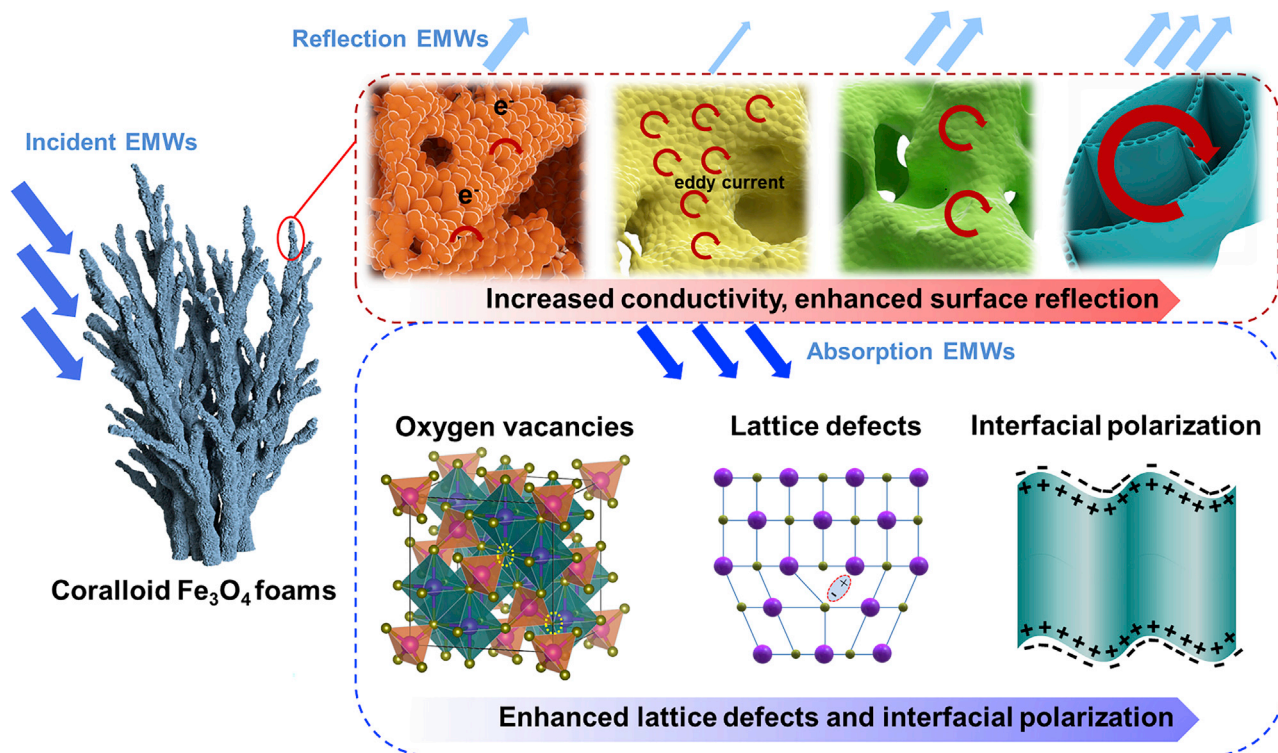 Reflection EMWs
Incident EMWs
e-
e-
eddy current
Increased conductivity, enhanced surface reflection
Absorption EMWs
Oxygen vacancies
Lattice defects
Interfacial polarization
Coralloid Fe₃O₄ foams
Enhanced lattice defects and interfacial polarization